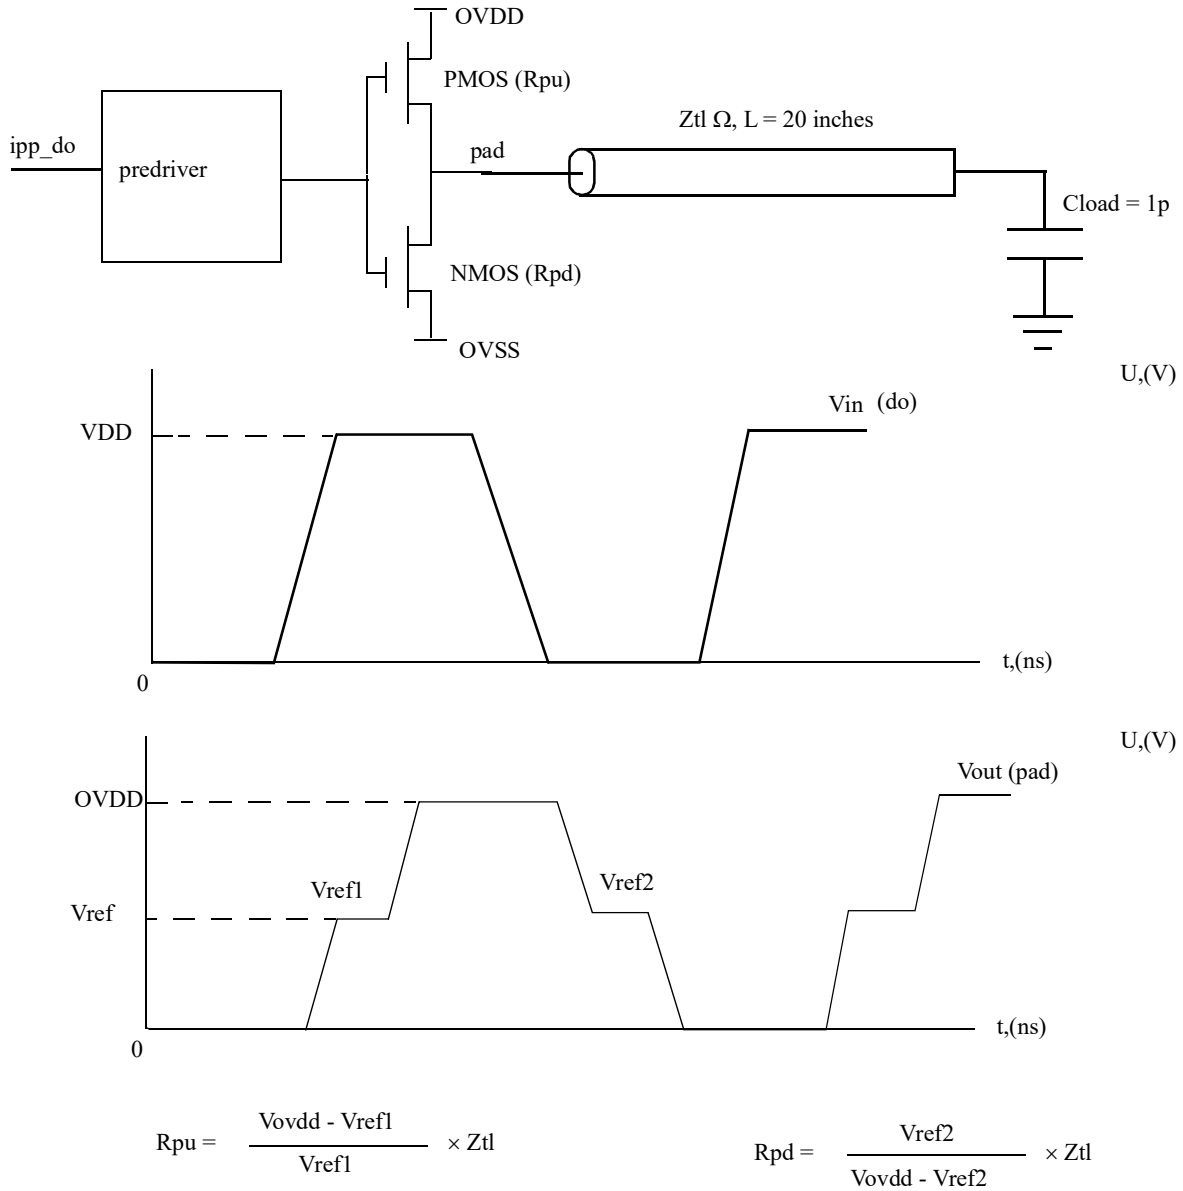 OVDD
PMOS (Rpu)
Ztl Ω, L = 20 inches
ipp_do
predriver
pad
Cload = 1p
NMOS (Rpd)
OVSS
U,(V)
Vin (do)
VDD
t,(ns)
0
U,(V)
Vout (pad)
OVDD
Vref1
Vref2
Vref
t,(ns)
0
Rpu = Vovdd - Vref1 / Vref1 × Ztl
Rpd = Vref2 / Vovdd - Vref2 × Ztl